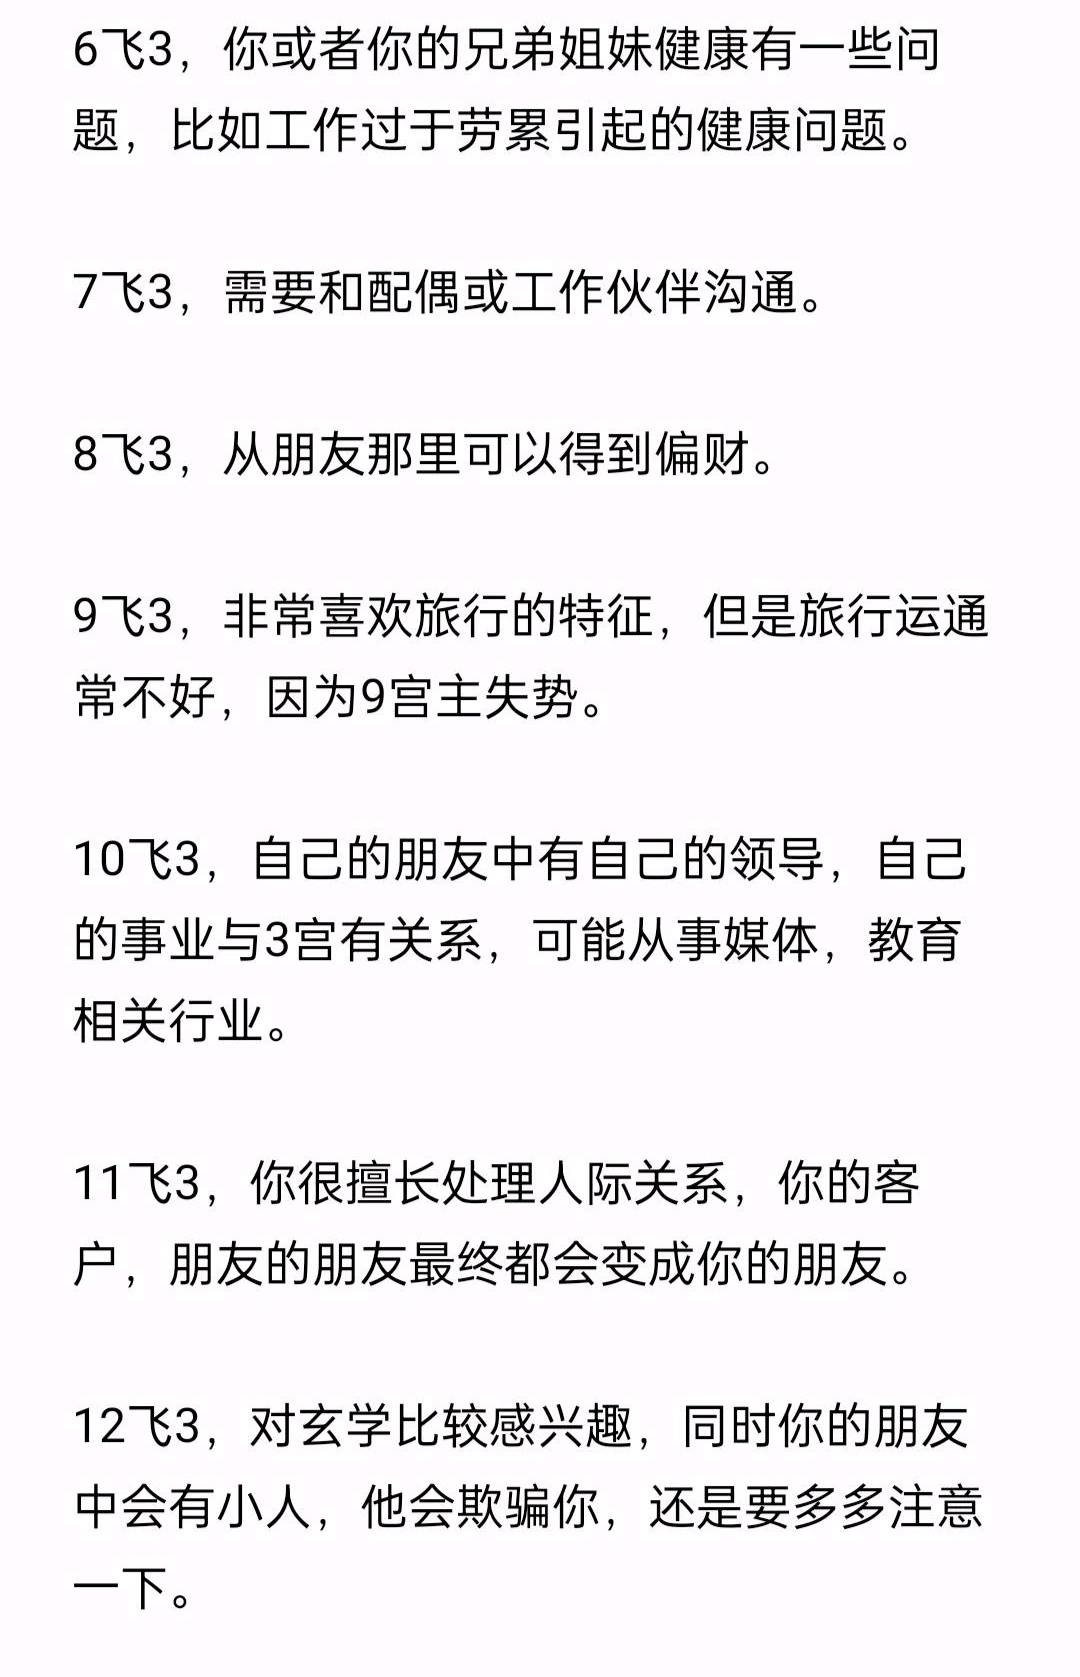 6飞3，你或者你的兄弟姐妹健康有一些问
题，比如工作过于劳累引起的健康问题。
7飞3，需要和配偶或工作伙伴沟通。
8飞3，从朋友那里可以得到偏财。
9飞3，非常喜欢旅行的特征，但是旅行运通
常不好，因为9宫主失势。
10飞3，自己的朋友中有自己的领导，自己
的事业与3宫有关系，可能从事媒体，教育
相关行业。
11飞3，你很擅长处理人际关系，你的客
户，朋友的朋友最终都会变成你的朋友。
12飞3，对玄学比较感兴趣，同时你的朋友
中会有小人，他会欺骗你，还是要多多注意
一下。